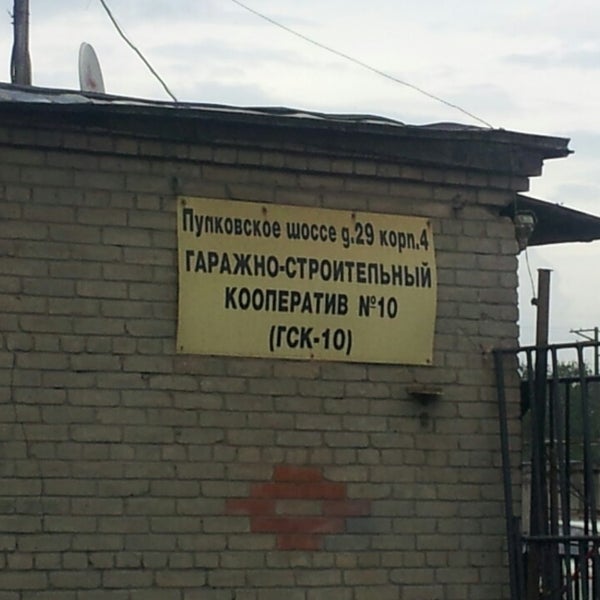 Пулковское шоссе д.29 корп.4
ГАРАЖНО-СТРОИТЕЛЬНЫЙ
КООПЕРАТИВ №10
(ГСК-10)